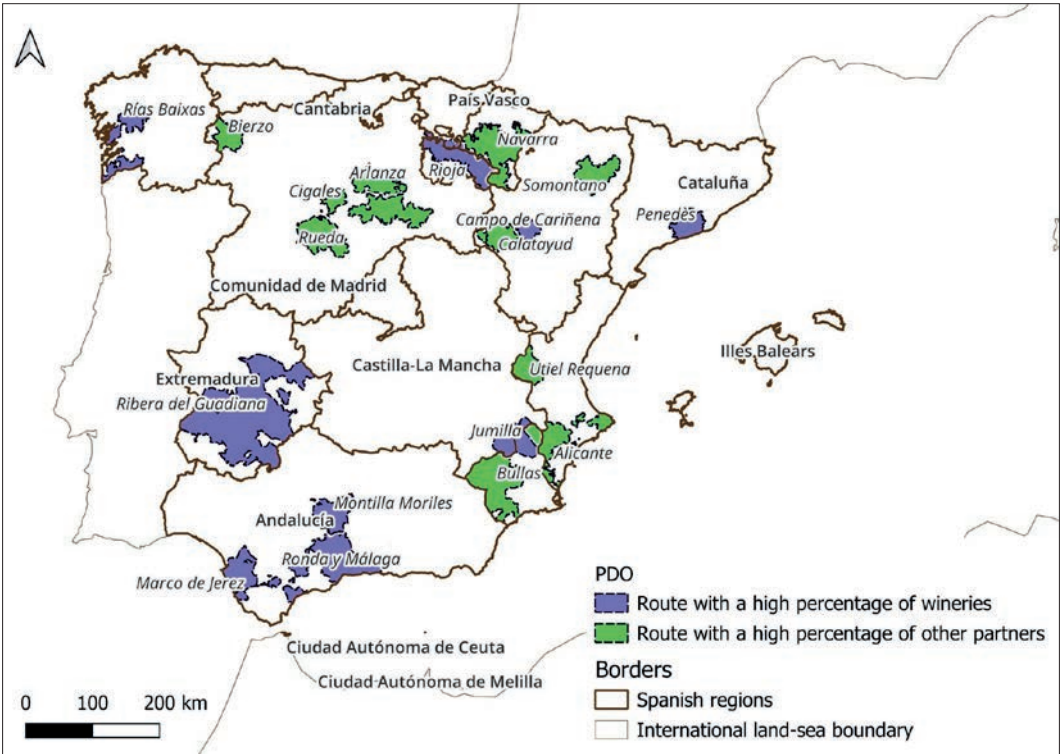 Rías Baixas
Cantabria
País Vasco
Bierzo
Navarra
Arlanza
Rioja
Cigales
Somontano
Cataluña
Rueda
Campo de Cariñena
Calatayud
Penedès
Comunidad de Madrid
Castilla-La Mancha
Utiel Requena
Illes Balears
Extremadura
Ribera del Guadiana
Jumilla
Alicante
Bullas
Montilla Moriles
Andalucía
Ronda y Málaga
Marco de Jerez
Ciudad Autónoma de Ceuta
Ciudad Autónoma de Melilla
PDO
Route with a high percentage of wineries
Route with a high percentage of other partners
Borders
Spanish regions
International land-sea boundary
0 100 200 km